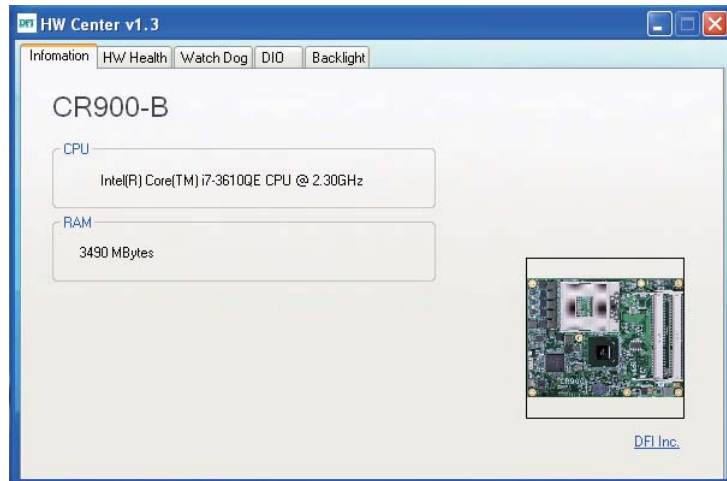 DFI HW Center v1.3
Infomation HW Health Watch Dog DIO Backlight
CR900-B
CPU
Intel(R) Core(TM) i7-3610QE CPU @ 2.30GHz
RAM
3490 MBytes
CR900
DFI Inc.